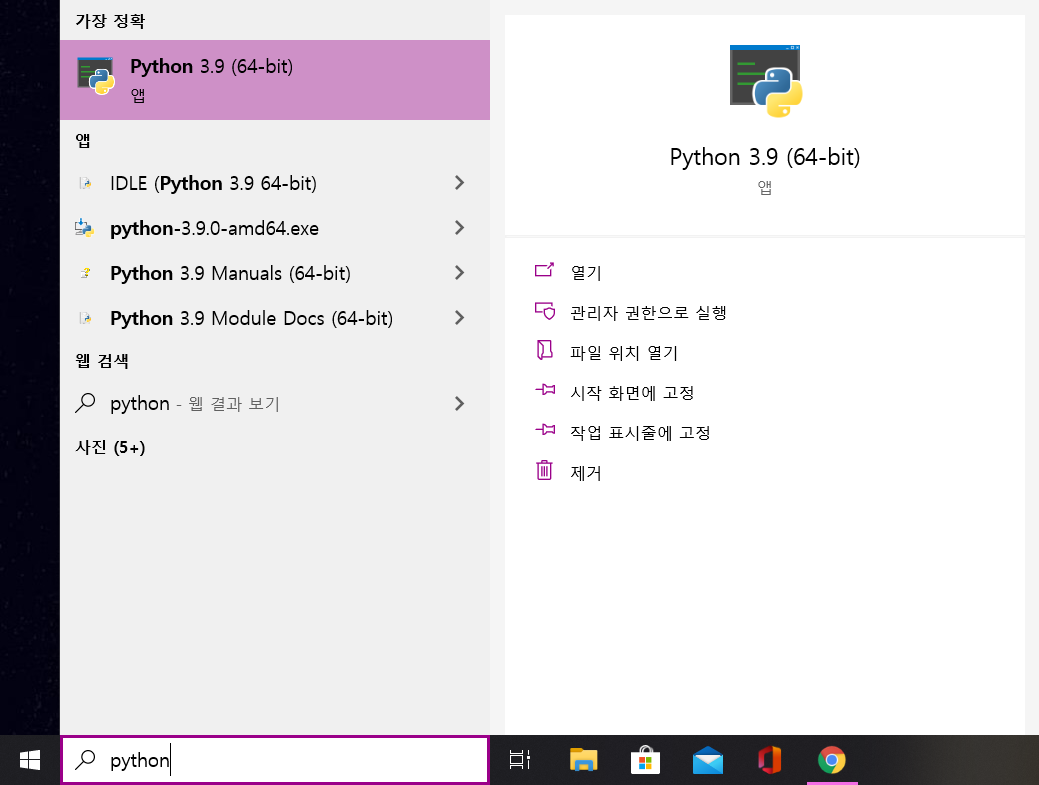 가장 정확
Python 3.9 (64-bit)
앱
앱
IDLE (Python 3.9 64-bit)
python-3.9.0-amd64.exe
Python 3.9 Manuals (64-bit)
Python 3.9 Module Docs (64-bit)
웹 검색
python - 웹 결과 보기
사진 (5+)
python
Python 3.9 (64-bit)
앱
열기
관리자 권한으로 실행
파일 위치 열기
시작 화면에 고정
작업 표시줄에 고정
제거